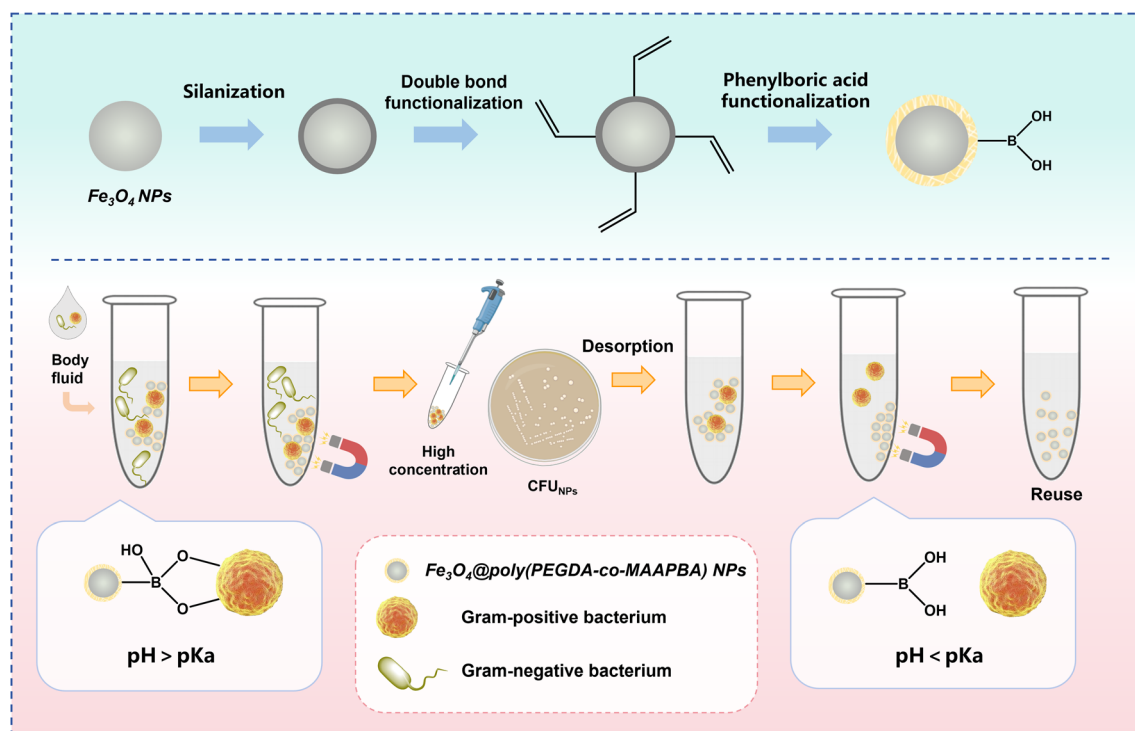 Silanization
Double bond
functionalization
Phenylboric acid
functionalization
OH
B
OH
Fe₃O₄ NPs
Body
fluid
High
concentration
CFU_NPs
Desorption
Reuse
HO
O
B
O
pH > pKa
Fe₃O₄@poly(PEGDA-co-MAAPBA) NPs
Gram-positive bacterium
Gram-negative bacterium
OH
B
OH
pH < pKa